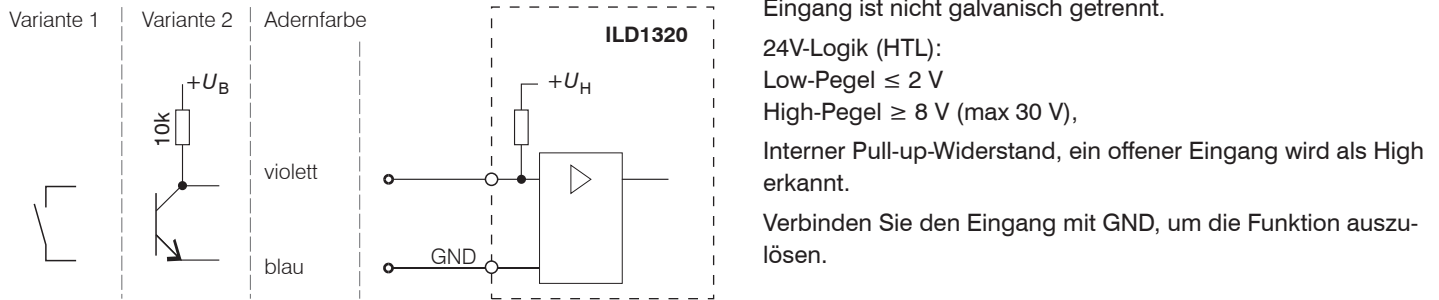 Variante 1
Variante 2
Adernfarbe
ILD1320
+UB
10k
+UH
violett
blau
GND
Eingang ist nicht galvanisch getrennt.
24V-Logik (HTL):
Low-Pegel ≤ 2 V
High-Pegel ≥ 8 V (max 30 V),
Interner Pull-up-Widerstand, ein offener Eingang wird als High
erkannt.
Verbinden Sie den Eingang mit GND, um die Funktion auszu-
lösen.